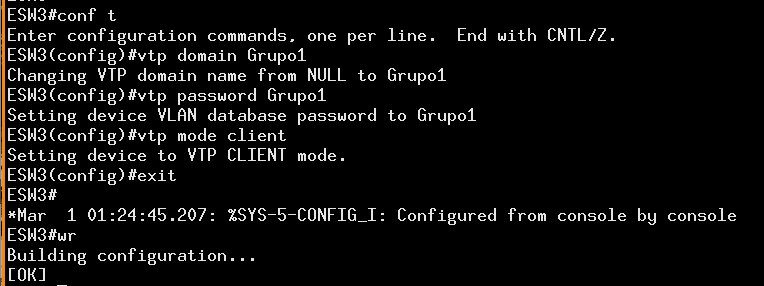 ESW3#conf t
Enter configuration commands, one per line.  End with CNTL/Z.
ESW3(config)#vtp domain Grupo1
Changing VTP domain name from NULL to Grupo1
ESW3(config)#vtp password Grupo1
Setting device VLAN database password to Grupo1
ESW3(config)#vtp mode client
Setting device to VTP CLIENT mode.
ESW3(config)#exit
ESW3#
*Mar  1 01:24:45.207: %SYS-5-CONFIG_I: Configured from console by console
ESW3#wr
Building configuration...
[OK]